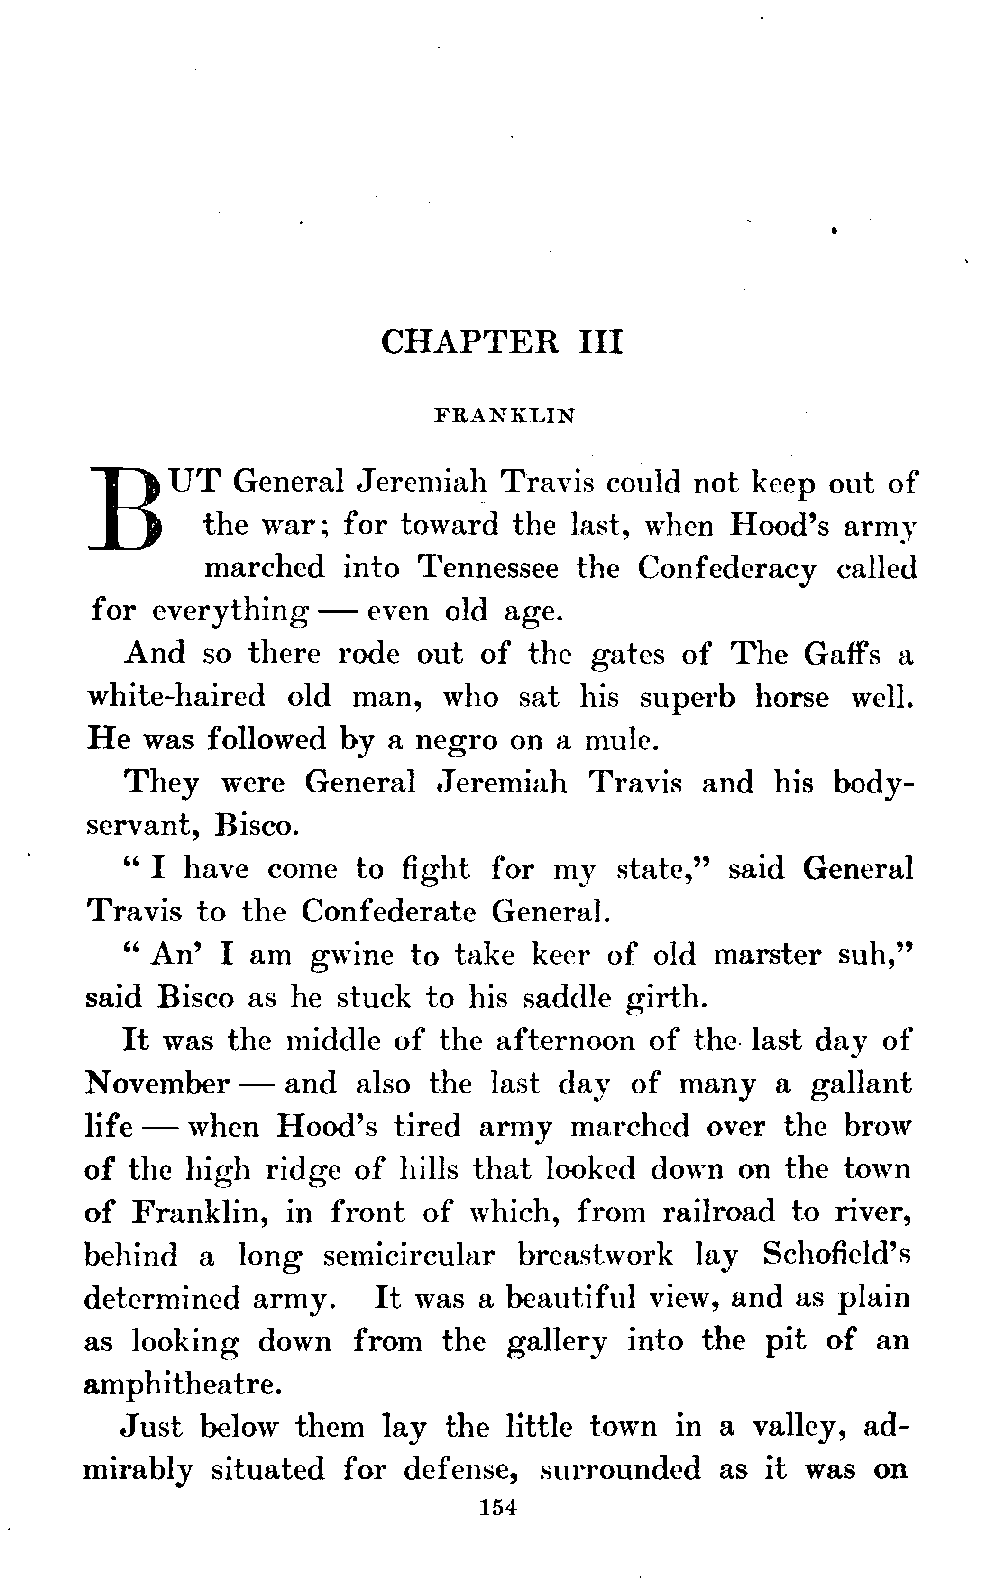 CHAPTER III
FRANKLIN
BUT General Jeremiah Travis could not keep out of
the war; for toward the last, when Hood's army
marched into Tennessee the Confederacy called
for everything — even old age.
And so there rode out of the gates of The Gaffs a
white-haired old man, who sat his superb horse well.
He was followed by a negro on a mule.
They were General Jeremiah Travis and his body-
servant, Bisco.
" I have come to fight for my state," said General
Travis to the Confederate General.
" An' I am gwine to take keer of old marster suh,"
said Bisco as he stuck to his saddle girth.
It was the middle of the afternoon of the last day of
November — and also the last day of many a gallant
life — when Hood's tired army marched over the brow
of the high ridge of hills that looked down on the town
of Franklin, in front of which, from railroad to river,
behind a long semicircular breastwork lay Schofield's
determined army. It was a beautiful view, and as plain
as looking down from the gallery into the pit of an
amphitheatre.
Just below them lay the little town in a valley, ad-
mirably situated for defense, surrounded as it was on
154